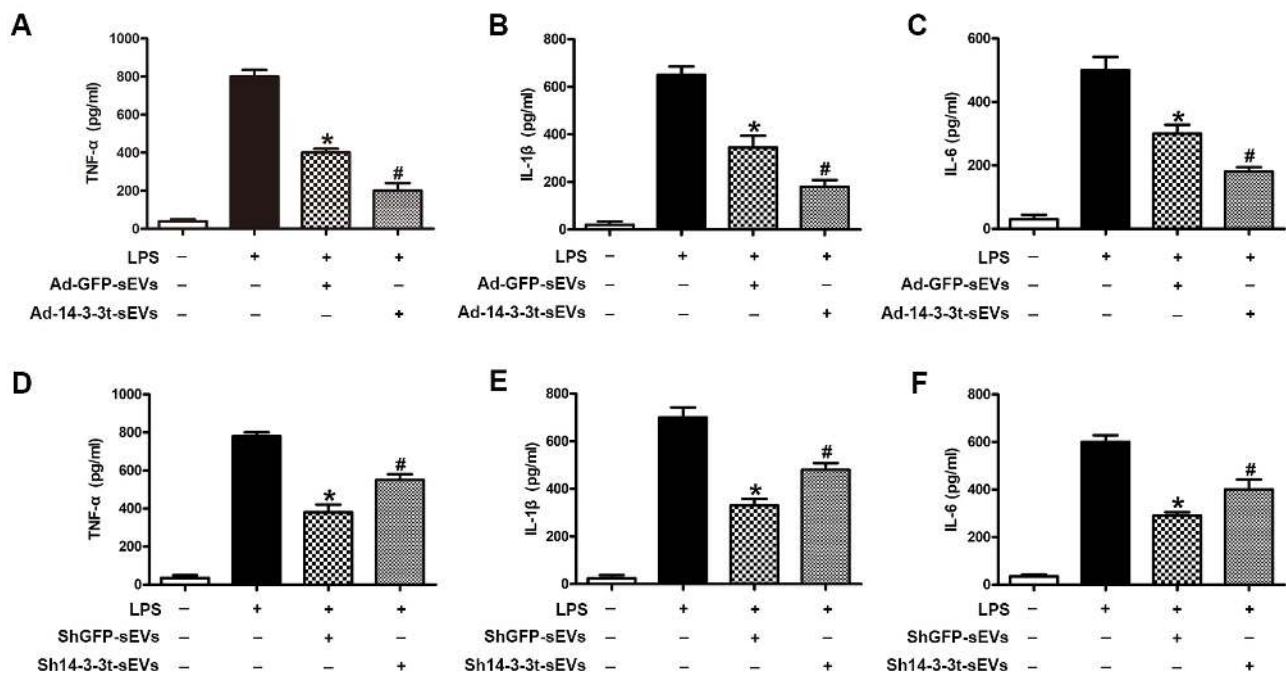 A
TNF-α (pg/ml)
1000
800
600
400
200
0
*
#
LPS – + + +
Ad-GFP-sEVs – – + –
Ad-14-3-3t-sEVs – – – +
B
IL-1β (pg/ml)
800
600
400
200
0
*
#
LPS – + + +
Ad-GFP-sEVs – – + –
Ad-14-3-3t-sEVs – – – +
C
IL-6 (pg/ml)
600
400
200
0
*
#
LPS – + + +
Ad-GFP-sEVs – – + –
Ad-14-3-3t-sEVs – – – +
D
TNF-α (pg/ml)
1000
800
600
400
200
0
*
#
LPS – + + +
ShGFP-sEVs – – + –
Sh14-3-3t-sEVs – – – +
E
IL-1β (pg/ml)
800
600
400
200
0
*
#
LPS – + + +
ShGFP-sEVs – – + –
Sh14-3-3t-sEVs – – – +
F
IL-6 (pg/ml)
800
600
400
200
0
*
#
LPS – + + +
ShGFP-sEVs – – + –
Sh14-3-3t-sEVs – – – +